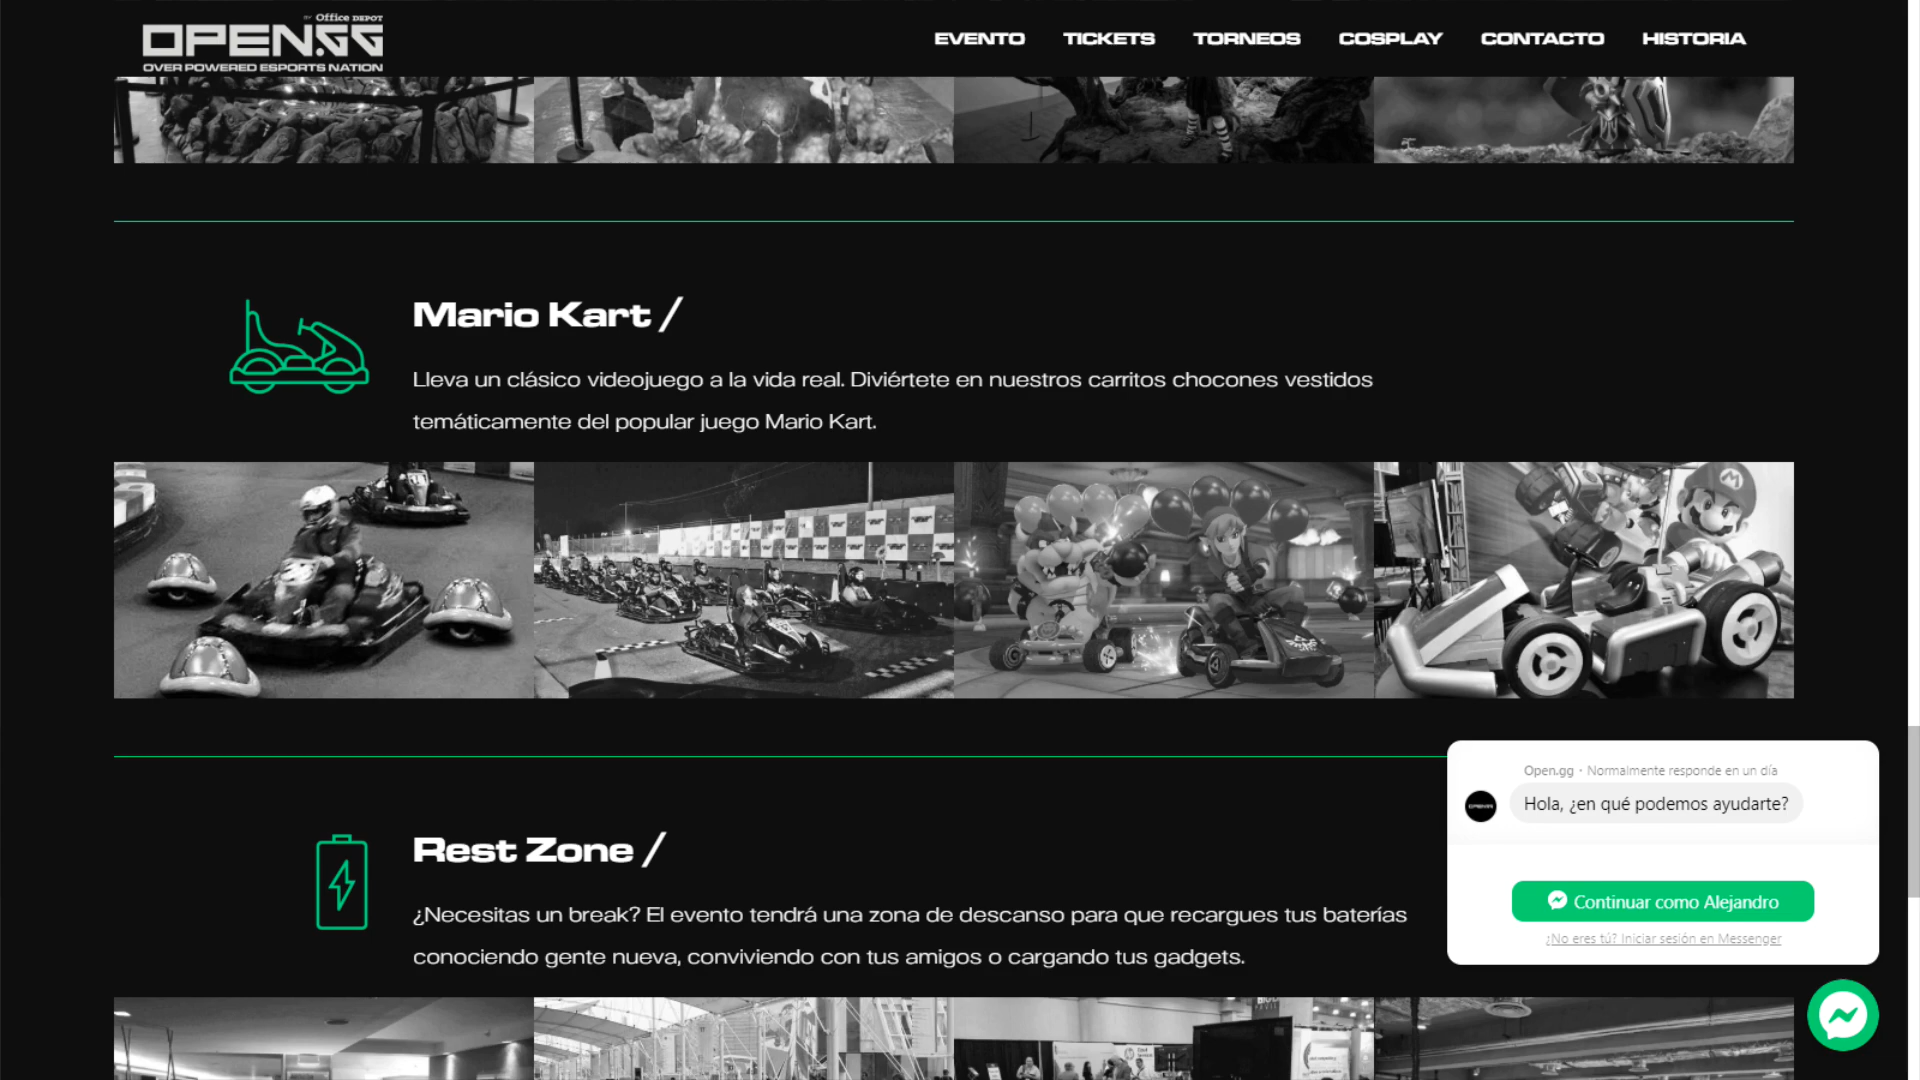 BY Office DEPOT
OPEN.GG
OVER POWERED ESPORTS NATION
EVENTO TICKETS TORNEOS COSPLAY CONTACTO HISTORIA
Mario Kart /
Lleva un clásico videojuego a la vida real. Diviértete en nuestros carritos chocones vestidos
temáticamente del popular juego Mario Kart.
M
Rest Zone /
¿Necesitas un break? El evento tendrá una zona de descanso para que recargues tus baterías
conociendo gente nueva, conviviendo con tus amigos o cargando tus gadgets.
Open.gg · Normalmente responde en un día
Hola, ¿en qué podemos ayudarte?
Continuar como Alejandro
¿No eres tú? Iniciar sesión en Messenger